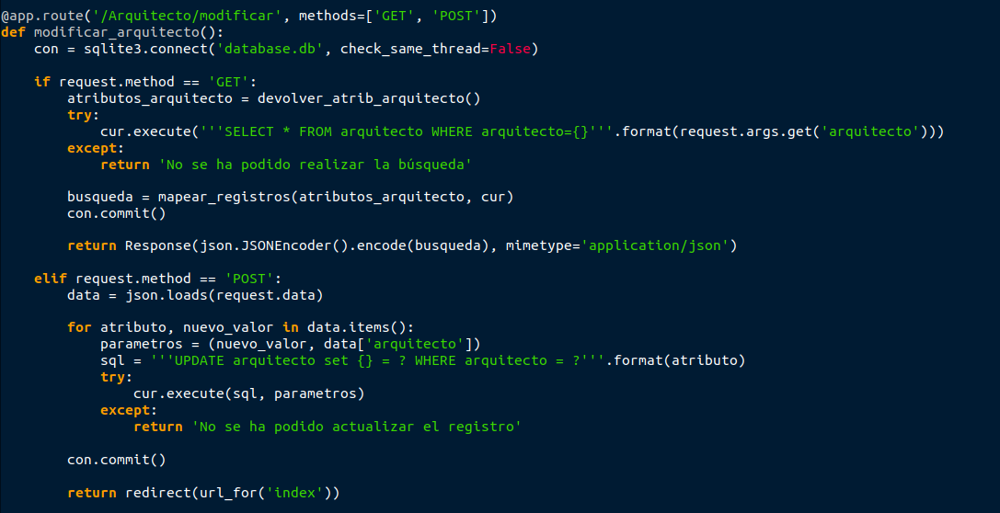 @app.route('/Arquitecto/modificar', methods=['GET', 'POST'])
def modificar_arquitecto():
    con = sqlite3.connect('database.db', check_same_thread=False)

    if request.method == 'GET':
        atributos_arquitecto = devolver_atrib_arquitecto()
        try:
            cur.execute('''SELECT * FROM arquitecto WHERE arquitecto={}'''.format(request.args.get('arquitecto')))
        except:
            return 'No se ha podido realizar la búsqueda'

        busqueda = mapear_registros(atributos_arquitecto, cur)
        con.commit()

        return Response(json.JSONEncoder().encode(busqueda), mimetype='application/json')

    elif request.method == 'POST':
        data = json.loads(request.data)

        for atributo, nuevo_valor in data.items():
            parametros = (nuevo_valor, data['arquitecto'])
            sql = '''UPDATE arquitecto set {} = ? WHERE arquitecto = ?'''.format(atributo)
            try:
                cur.execute(sql, parametros)
            except:
                return 'No se ha podido actualizar el registro'

        con.commit()

        return redirect(url_for('index'))